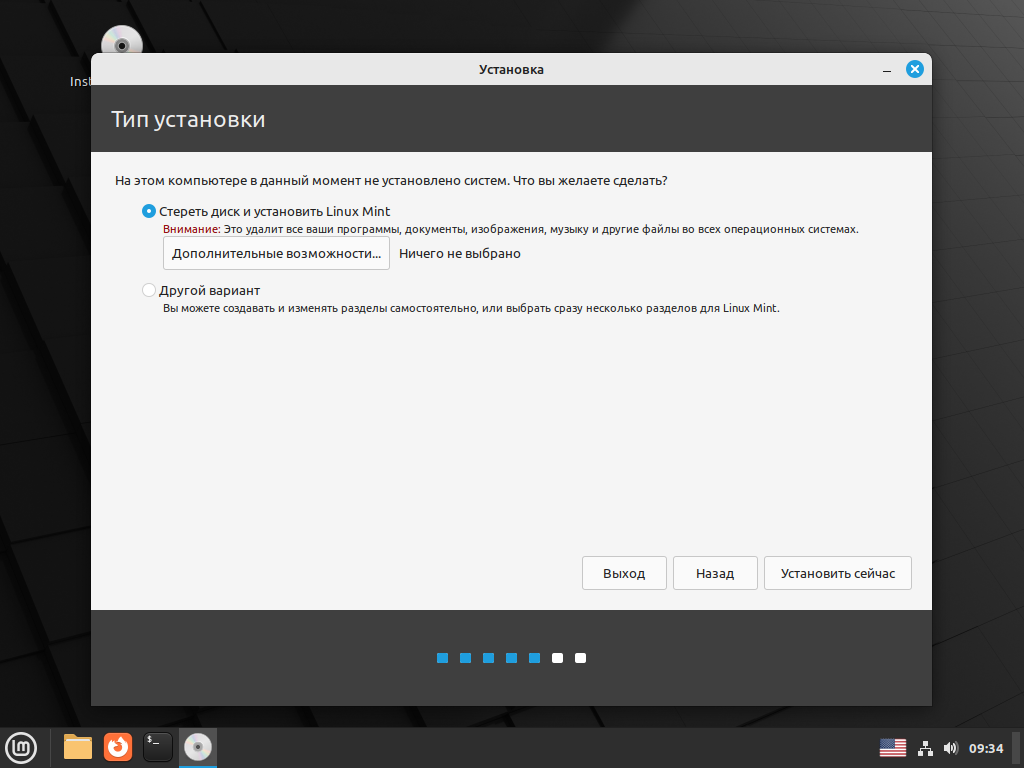 Inst
Установка
Тип установки
На этом компьютере в данный момент не установлено систем. Что вы желаете сделать?
Стереть диск и установить Linux Mint
Внимание: Это удалит все ваши программы, документы, изображения, музыку и другие файлы во всех операционных системах.
Дополнительные возможности... Ничего не выбрано
Другой вариант
Вы можете создавать и изменять разделы самостоятельно, или выбрать сразу несколько разделов для Linux Mint.
Выход Назад Установить сейчас
$_ 09:34